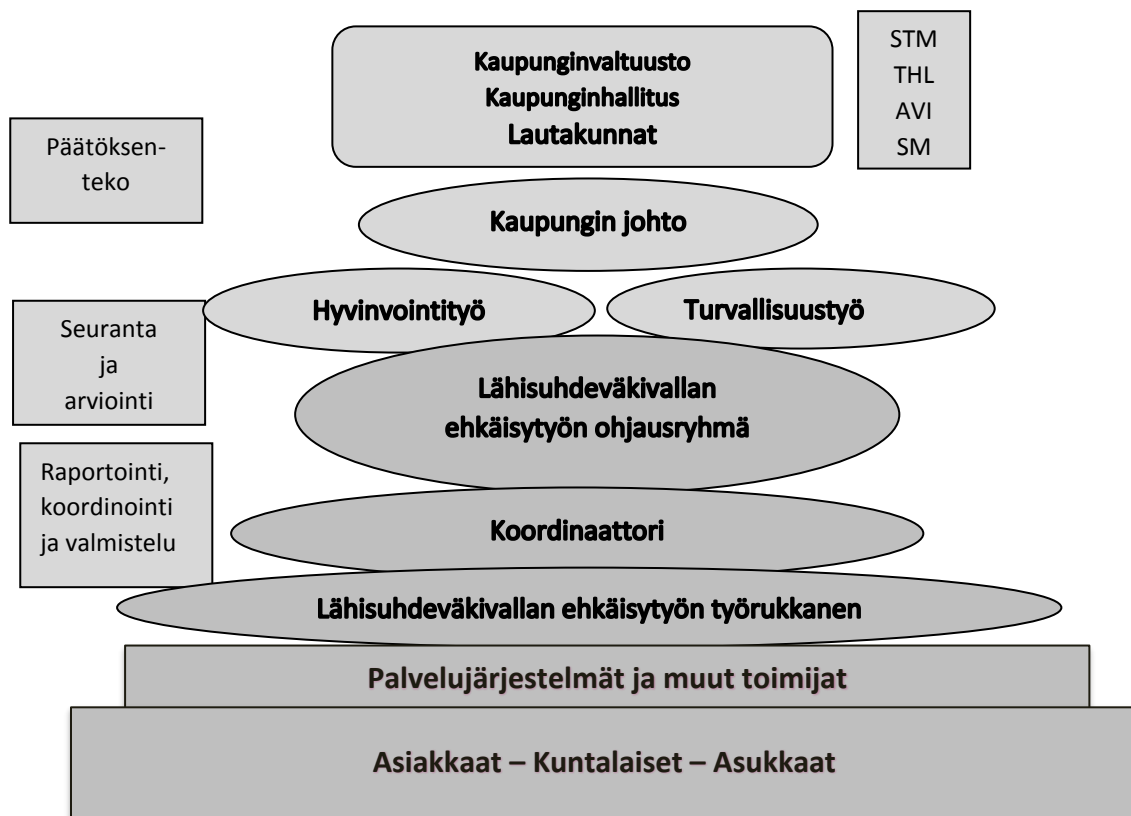 Kaupunginvaltuusto
Kaupunginhallitus
Lautakunnat
STM
THL
AVI
SM
Päätöksen-
teko
Kaupungin johto
Hyvinvointityö
Turvallisuustyö
Seuranta
ja
arviointi
Lähisuhdeväkivallan
ehkäisytyön ohjausryhmä
Raportointi,
koordinointi
ja valmistelu
Koordinaattori
Lähisuhdeväkivallan ehkäisytyön työrukkanen
Palvelujärjestelmät ja muut toimijat
Asiakkaat – Kuntalaiset – Asukkaat